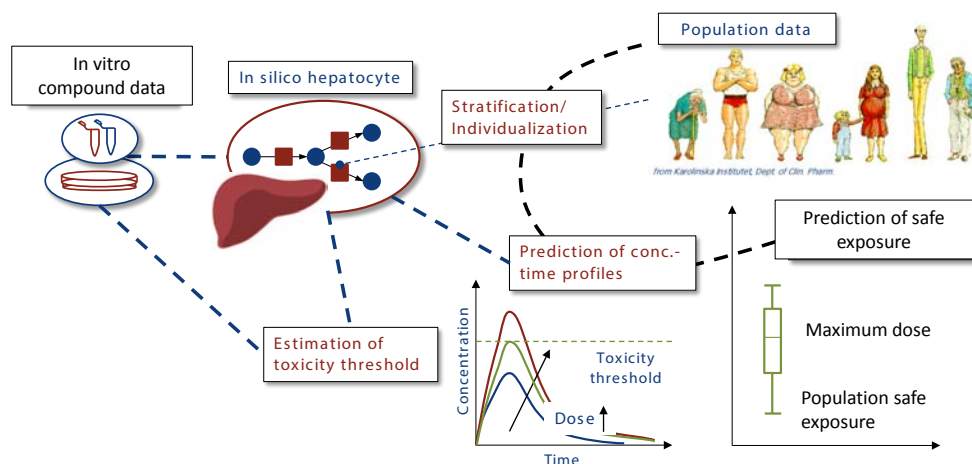 Population data
In vitro
compound data
In silico hepatocyte
Stratification/
Individualization
from Karolinska Institutet, Dept. of Clin. Pharm.
Prediction of safe
exposure
Prediction of conc.-
time profiles
Estimation of
toxicity threshold
Concentration
Toxicity
threshold
Dose
Time
Maximum dose
Population safe
exposure